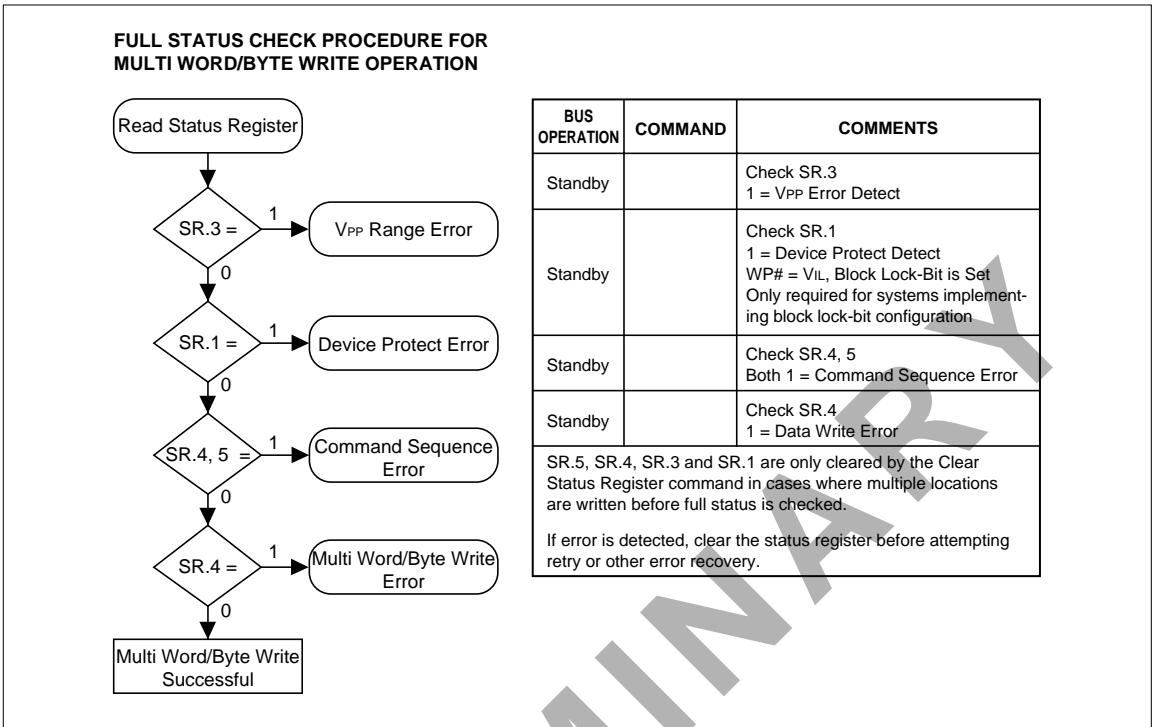 FULL STATUS CHECK PROCEDURE FOR
MULTI WORD/BYTE WRITE OPERATION
Read Status Register
SR.3 =
1
VPP Range Error
0
SR.1 =
1
Device Protect Error
0
SR.4, 5 =
1
Command Sequence
Error
0
SR.4 =
1
Multi Word/Byte Write
Error
0
Multi Word/Byte Write
Successful
BUS
OPERATION
COMMAND
COMMENTS
Standby
Check SR.3
1 = VPP Error Detect
Standby
Check SR.1
1 = Device Protect Detect
WP# = VIL, Block Lock-Bit is Set
Only required for systems implement-
ing block lock-bit configuration
Standby
Check SR.4, 5
Both 1 = Command Sequence Error
Standby
Check SR.4
1 = Data Write Error
SR.5, SR.4, SR.3 and SR.1 are only cleared by the Clear
Status Register command in cases where multiple locations
are written before full status is checked.
If error is detected, clear the status register before attempting
retry or other error recovery.
MINARY